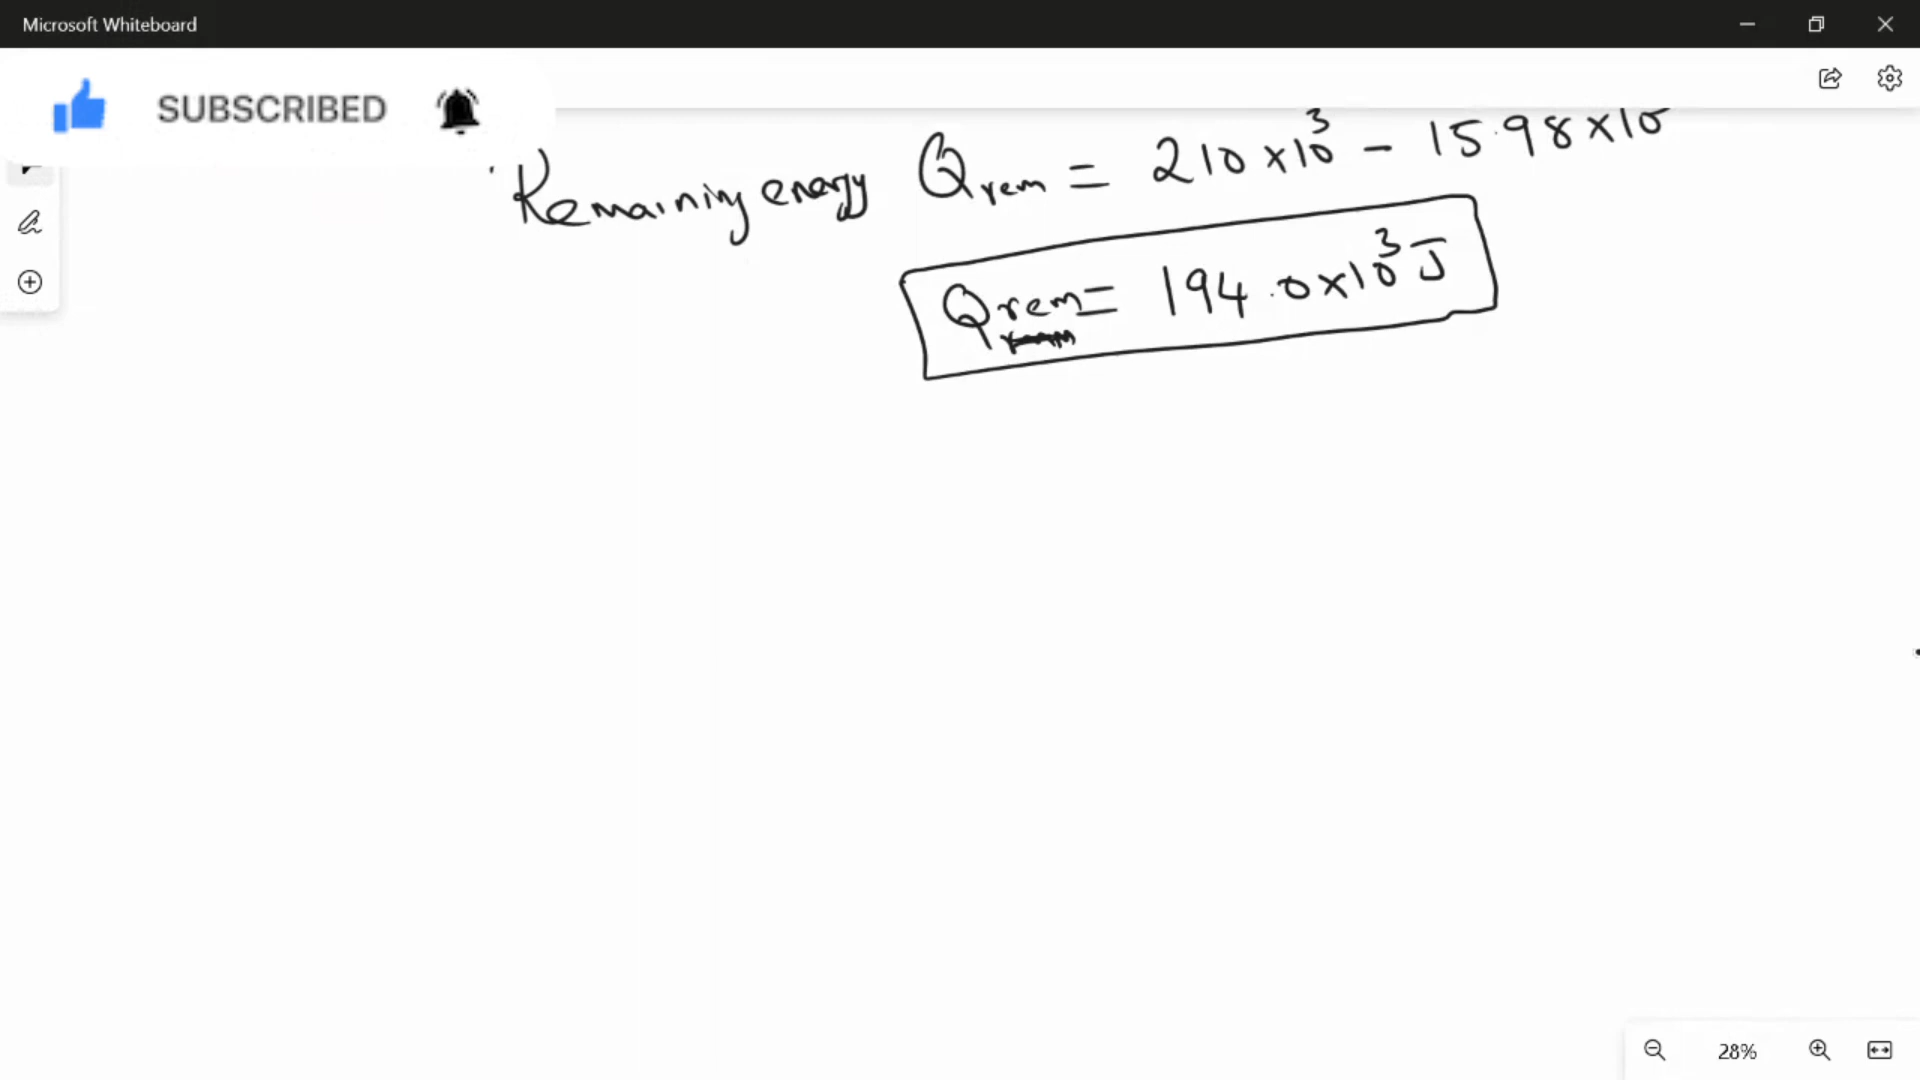 Microsoft Whiteboard
SUBSCRIBED
Remaining energy Qrem = 210×10³ − 15.98×10
Qrem = 194.0×10³ J
28%